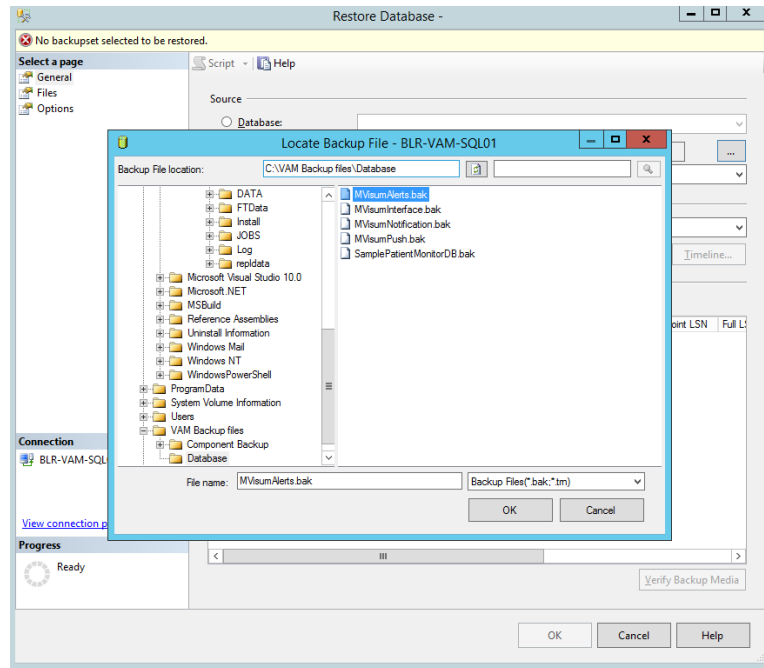 Restore Database -
No backupset selected to be restored.
Select a page
General
Files
Options
Script
Help
Source
Database:
...
Locate Backup File - BLR-VAM-SQL01
Backup File location:
C:\VAM Backup files\Database
DATA
FTData
Install
JOBS
Log
repldata
Microsoft Visual Studio 10.0
Microsoft.NET
MSBuild
Reference Assemblies
Uninstall Information
Windows Mail
Windows NT
WindowsPowerShell
ProgramData
System Volume Information
Users
VAM Backup files
Component Backup
Database
MVisumAlerts.bak
MVisumInterface.bak
MVisumNotification.bak
MVisumPush.bak
SamplePatientMonitorDB.bak
File name:
MVisumAlerts.bak
Backup Files(*.bak;*.trn)
OK
Cancel
Timeline...
oint LSN
Full L
Connection
BLR-VAM-SQL
View connection p
Progress
Ready
Verify Backup Media
OK
Cancel
Help